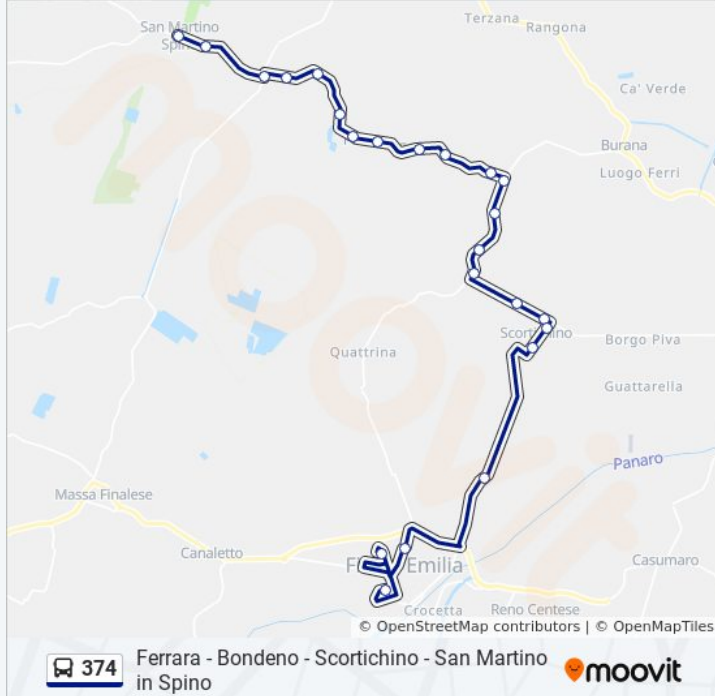 Terzana
Rangona
San Martino
Spi
Ca' Verde
Burana
Luogo Ferri
Scortichino
Borgo Piva
Quattrina
Guattarella
Panaro
Massa Finalese
Canaletto
Casumaro
Emilia
Crocetta
Reno Centese
© OpenStreetMap contributors | © OpenMapTiles
374
Ferrara - Bondeno - Scortichino - San Martino
in Spino
moovit
moovit